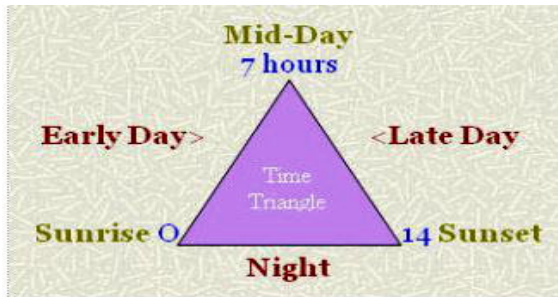 Mid-Day
7 hours
Early Day> <Late Day
Time
Triangle
Sunrise O 14 Sunset
Night